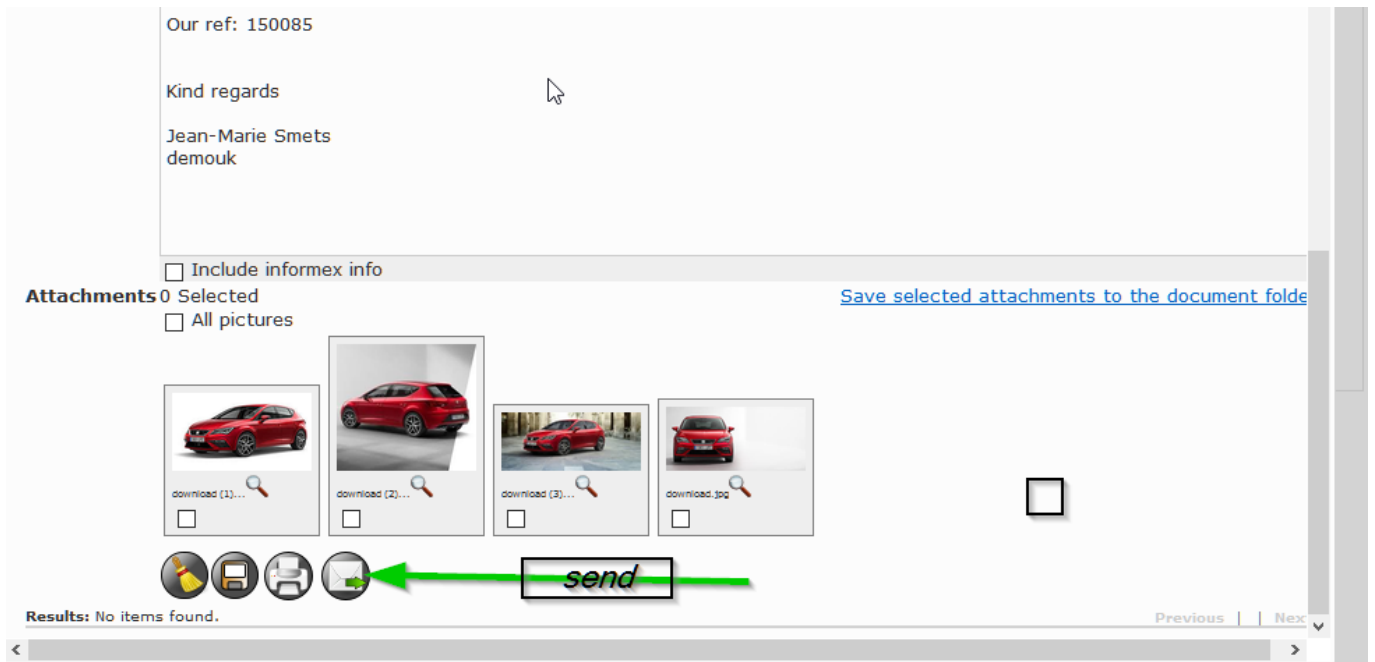 Our ref: 150085
Kind regards
Jean-Marie Smets
demouk
Include informex info
Attachments 0 Selected
Save selected attachments to the document folde
All pictures
download (1)...
download (2)...
download (3)...
download.jpg
send
Results: No items found.
Previous | | Nex